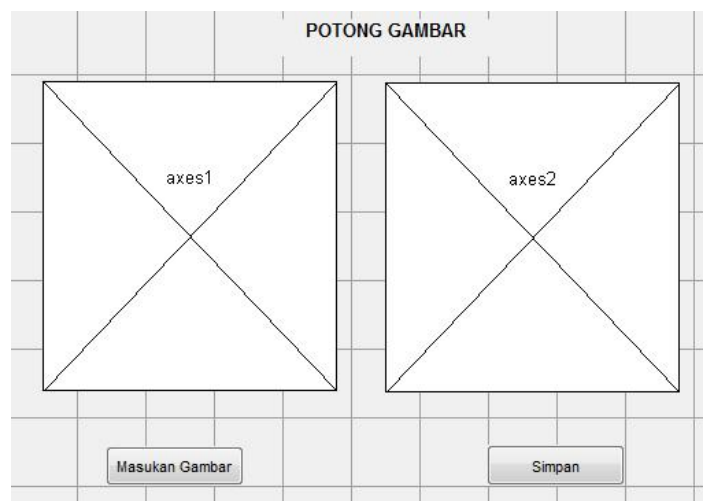 POTONG GAMBAR
axes1
axes2
Masukan Gambar
Simpan